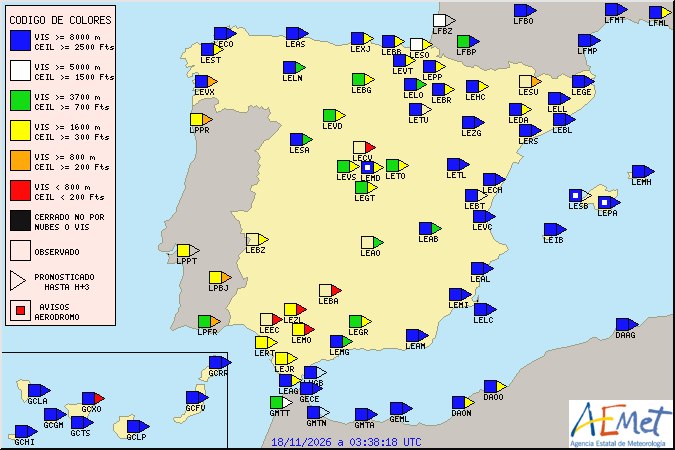 CODIGO DE COLORES
VIS >= 8000 m
CEIL >= 2500 Fts
VIS >= 5000 m
CEIL >= 1500 Fts
VIS >= 3700 m
CEIL >= 700 Fts
VIS >= 1600 m
CEIL >= 300 Fts
VIS >= 800 m
CEIL >= 200 Fts
VIS < 800 m
CEIL < 200 Fts
CERRADO NO POR
NUBES O VIS
OBSERVADO
PRONOSTICADO
HASTA H+3
AVISOS
AERODROMO
LECO
LEST
LEAS
LEVX
LPPR
LELN
LEXJ
LEBB
LESO
LFBZ
LFBP
LFBO
LFMT
LFML
LFMP
LEVT
LEPP
LEBG
LELO
LEBR
LEHC
LESU
LEGE
LELL
LEVD
LETU
LEDA
LEBL
LEZG
LERS
LESA
LECV
LEVS
LEMD
LETO
LEGT
LETL
LECH
LEBT
LEVC
LEMH
LESB
LEPA
LEIB
LPPT
LEBZ
LEAO
LEAB
LPBJ
LEAL
LEBA
LEMI
LELC
LPFR
LEEC
LEZL
LEMO
LEGR
LERT
LEMG
LEAM
LEJR
DAAG
GCRR
LEAG
LXGB
GECE
DAOO
GCLA
GCXO
GCFV
GMTT
GCGM
GCTS
GCLP
GCHI
GMTN
GMTA
GEML
DAON
18/11/2026 a 03:38:18 UTC
AEMet
Agencia Estatal de Meteorología